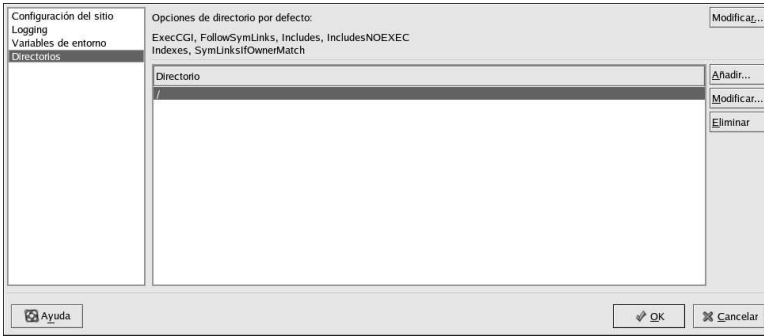 Configuración del sitio
Logging
Variables de entorno
Directorios
Opciones de directorio por defecto:
ExecCGI, FollowSymLinks, Includes, IncludesNOEXEC
Indexes, SymLinksIfOwnerMatch
Modificar...
Directorio
/
Añadir...
Modificar...
Eliminar
Ayuda
OK
Cancelar